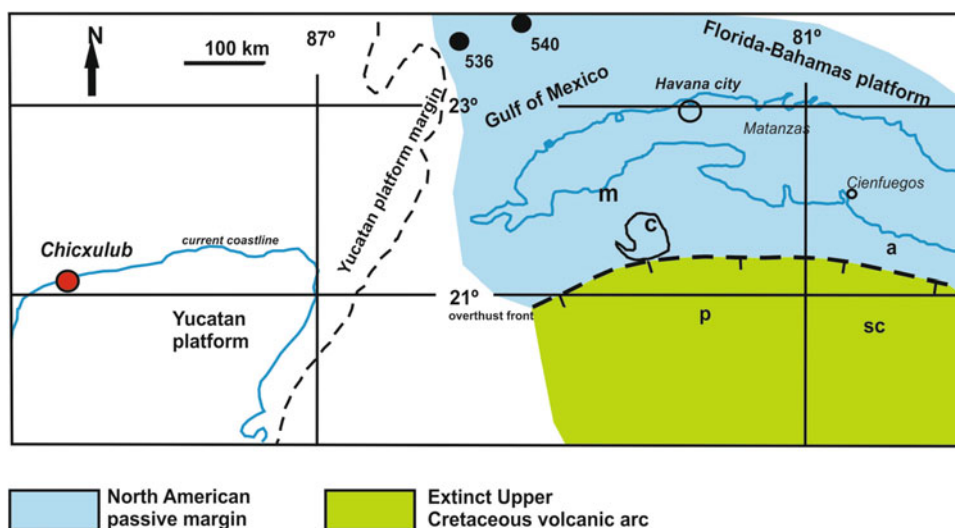 N
100 km
87º
81º
540
536
Florida-Bahamas platform
Gulf of Mexico
Havana city
23º
Matanzas
Yucatan platform margin
Cienfuegos
m
c
a
current coastline
Chicxulub
21º
overthust front
Yucatan
platform
p
sc
North American
passive margin
Extinct Upper
Cretaceous volcanic arc